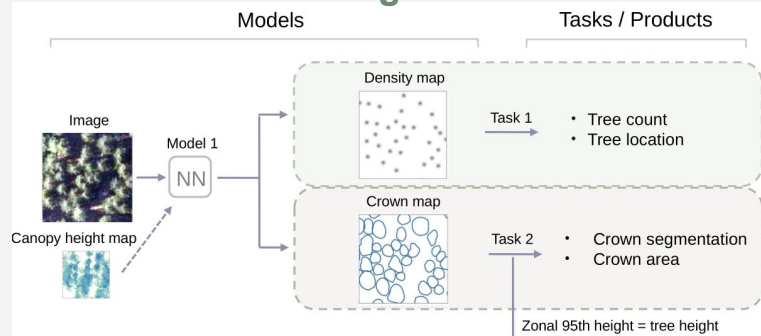 Models
Tasks / Products
Image
Model 1
NN
Canopy height map
Density map
Task 1
• Tree count
• Tree location
Crown map
Task 2
• Crown segmentation
• Crown area
Zonal 95th height = tree height